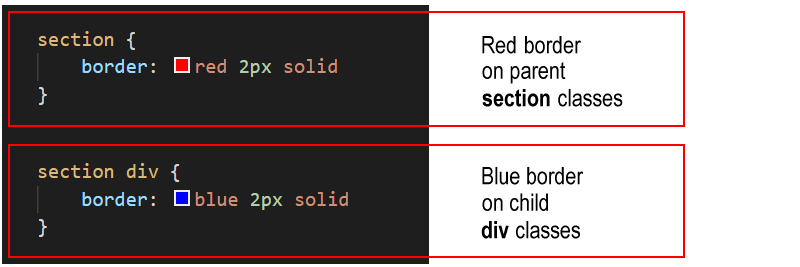 section {
border: red 2px solid
}
Red border
on parent
section classes
section div {
border: blue 2px solid
}
Blue border
on child
div classes